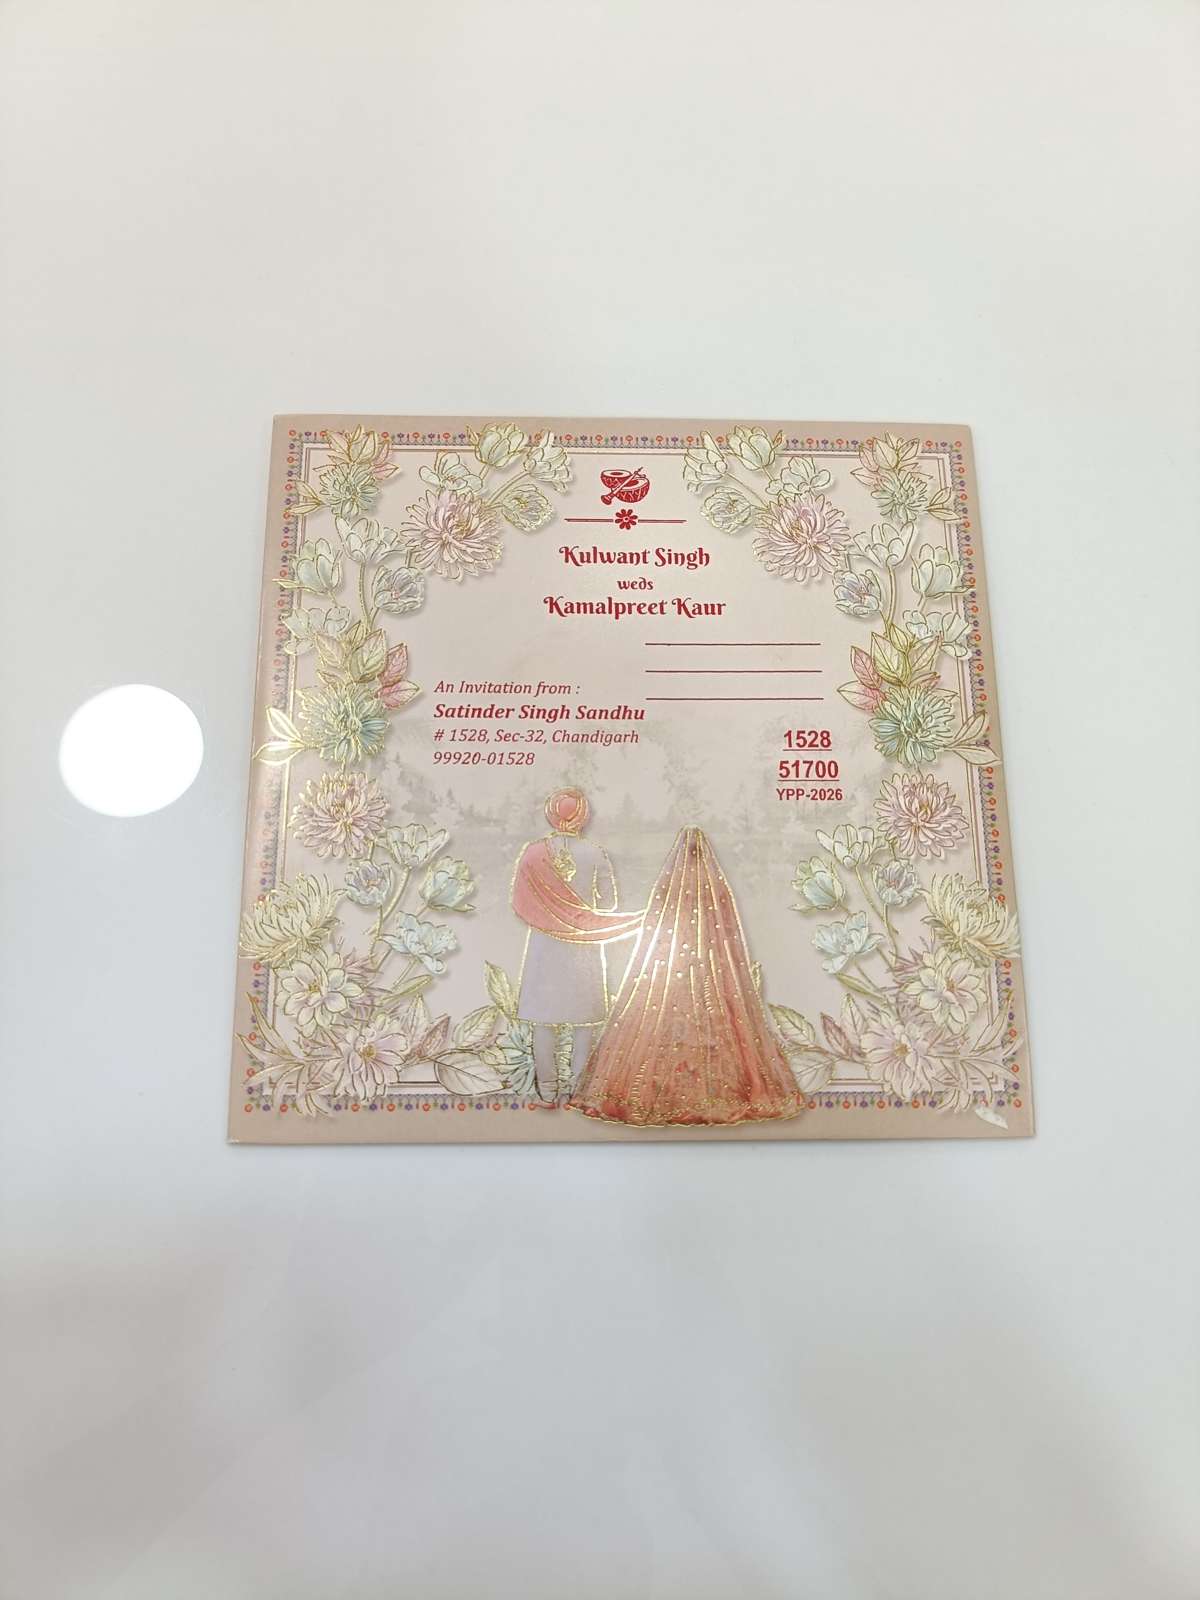 Kulwant Singh
weds
Kamalpreet Kaur
An Invitation from :
Satinder Singh Sandhu
# 1528, Sec-32, Chandigarh
99920-01528
1528
51700
YPP-2026